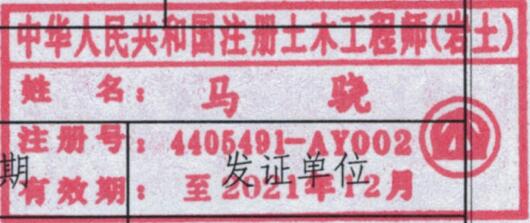 中华人民共和国注册土木工程师(岩土)
姓 名: 马 骁
注册号: 4405491-AY002
期 发证单位
有效期: 至2021年12月